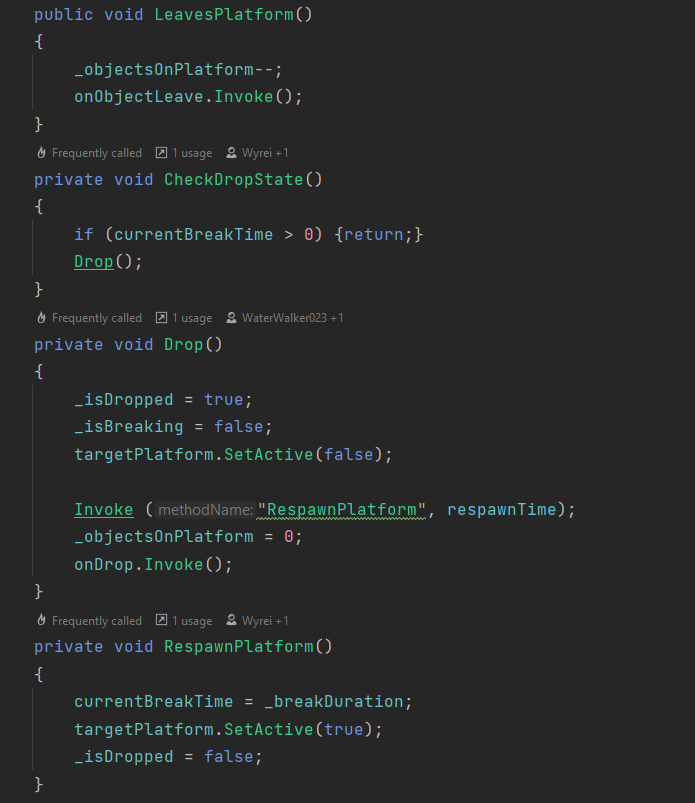 public void LeavesPlatform()
{
_objectsOnPlatform--;
onObjectLeave.Invoke();
}
Frequently called 1 usage Wyrei +1
private void CheckDropState()
{
if (currentBreakTime > 0) {return;}
Drop();
}
Frequently called 1 usage WaterWalker023 +1
private void Drop()
{
_isDropped = true;
_isBreaking = false;
targetPlatform.SetActive(false);
Invoke (methodName: "RespawnPlatform", respawnTime);
_objectsOnPlatform = 0;
onDrop.Invoke();
}
Frequently called 1 usage Wyrei +1
private void RespawnPlatform()
{
currentBreakTime = _breakDuration;
targetPlatform.SetActive(true);
_isDropped = false;
}